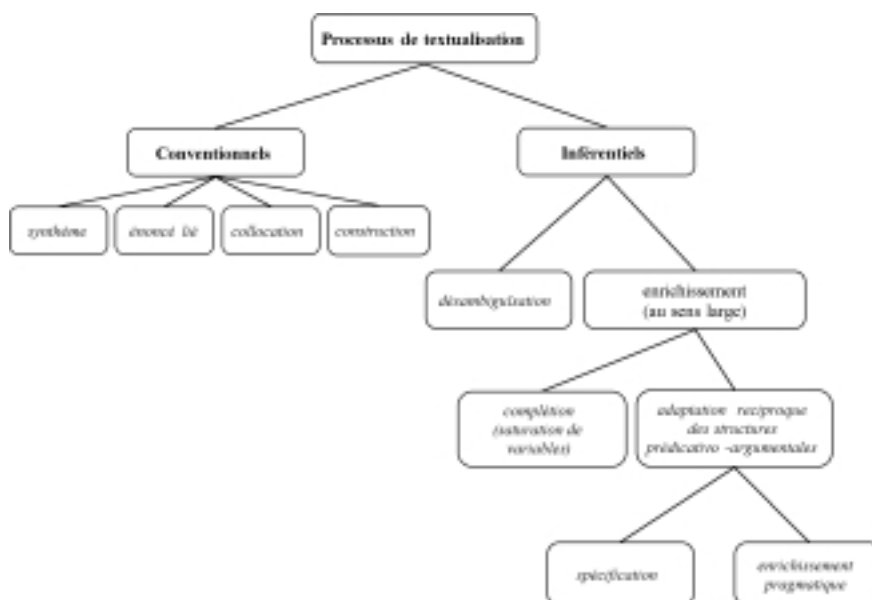 Processus de textualisation
Conventionnels
Inférentiels
synthème
énoncé lié
collocation
construction
désambiguïsation
enrichissement
(au sens large)
complétion
(saturation de
variables)
adaptation reciproque
des structures
prédicativo -argumentales
spécification
enrichissement
pragmatique